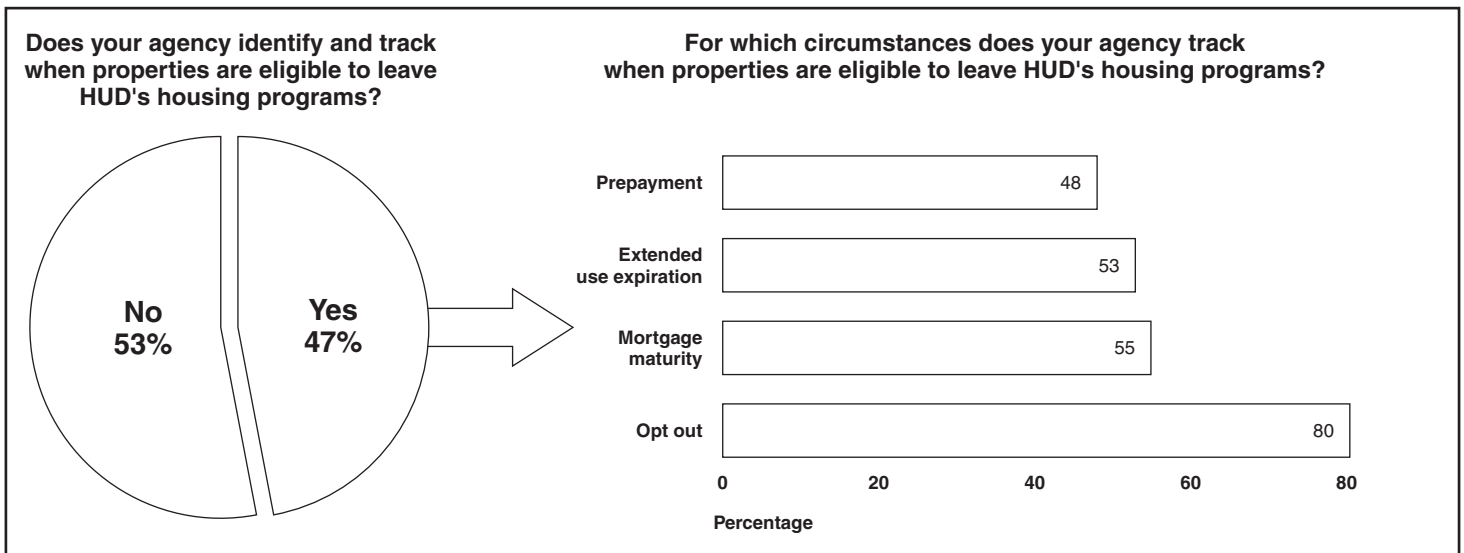 Does your agency identify and track
when properties are eligible to leave
HUD's housing programs?
No
53%
Yes
47%
For which circumstances does your agency track
when properties are eligible to leave HUD's housing programs?
Prepayment
48
Extended
use expiration
53
Mortgage
maturity
55
Opt out
80
0 20 40 60 80
Percentage